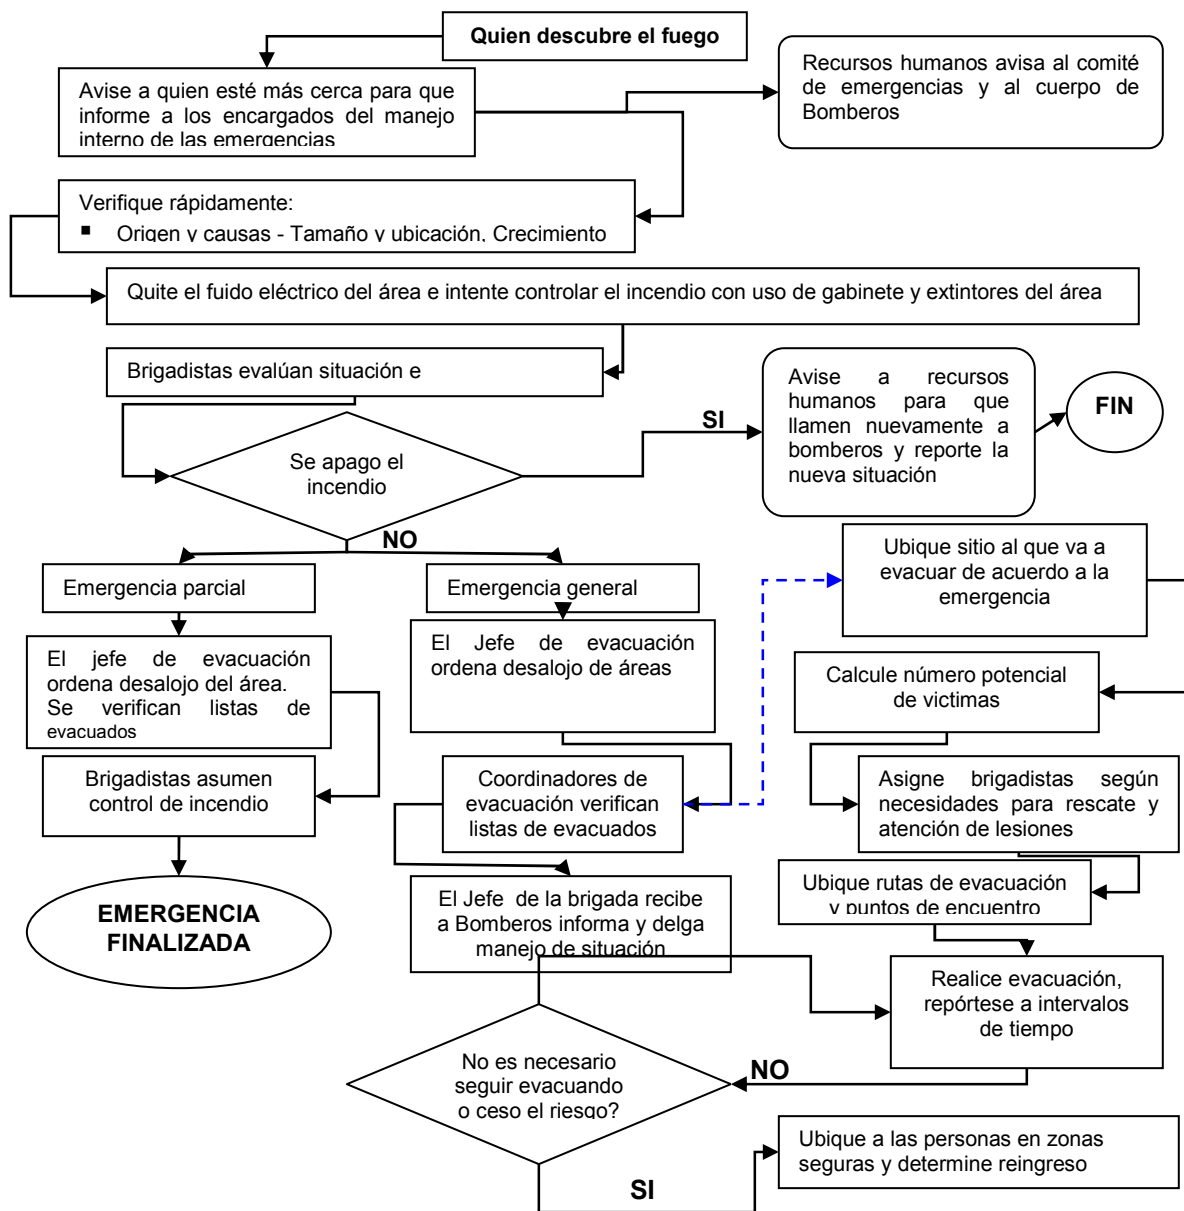 Quien descubre el fuego
Avise a quien esté más cerca para que
informe a los encargados del manejo
interno de las emergencias
Recursos humanos avisa al comité
de emergencias y al cuerpo de
Bomberos
Verifique rápidamente:
▪ Origen y causas - Tamaño y ubicación, Crecimiento
Quite el fuido eléctrico del área e intente controlar el incendio con uso de gabinete y extintores del área
Brigadistas evalúan situación e
Avise a recursos
humanos para que
llamen nuevamente a
bomberos y reporte la
nueva situación
FIN
SI
Se apago el
incendio
NO
Emergencia parcial
Emergencia general
Ubique sitio al que va a
evacuar de acuerdo a la
emergencia
El jefe de evacuación
ordena desalojo del área.
Se verifican listas de
evacuados
El Jefe de evacuación
ordena desalojo de áreas
Calcule número potencial
de victimas
Brigadistas asumen
control de incendio
Coordinadores de
evacuación verifican
listas de evacuados
Asigne brigadistas según
necesidades para rescate y
atención de lesiones
EMERGENCIA
FINALIZADA
El Jefe de la brigada recibe
a Bomberos informa y delga
manejo de situación
Ubique rutas de evacuación
y puntos de encuentro
Realice evacuación,
repórtese a intervalos
de tiempo
No es necesario
seguir evacuando
o ceso el riesgo?
NO
Ubique a las personas en zonas
seguras y determine reingreso
SI